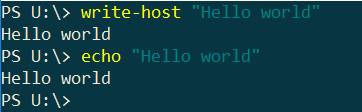 PS U:\> write-host "Hello world"
Hello world
PS U:\> echo "Hello world"
Hello world
PS U:\>